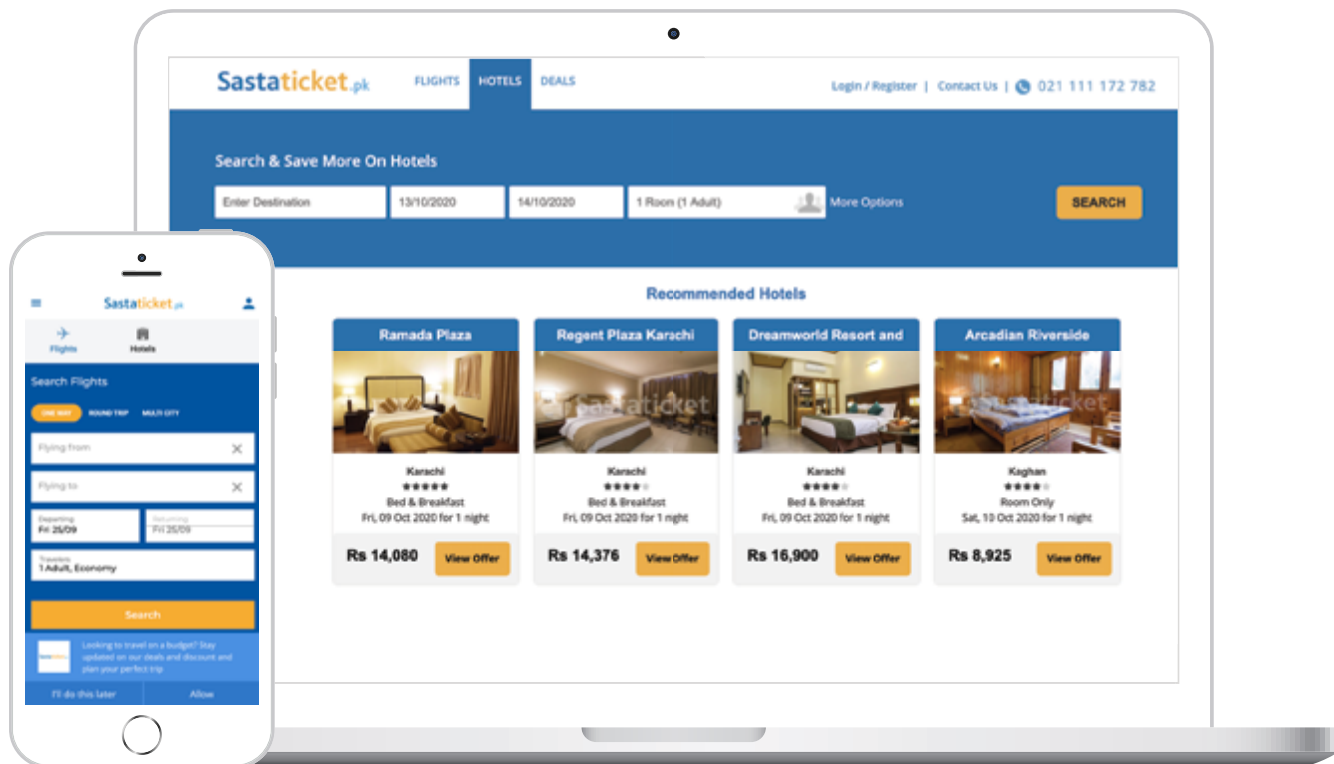 Sastaticket.pk
FLIGHTS HOTELS DEALS
Login / Register | Contact Us | 021 111 172 782
Search & Save More On Hotels
Enter Destination 13/10/2020 14/10/2020 1 Room (1 Adult) More Options SEARCH
Recommended Hotels
Ramada Plaza
Karachi
Bed & Breakfast
Fri, 09 Oct 2020 for 1 night
Rs 14,080 View Offer
Regent Plaza Karachi
Sastaticket
Karachi
Bed & Breakfast
Fri, 09 Oct 2020 for 1 night
Rs 14,376 View Offer
Dreamworld Resort and
Karachi
Bed & Breakfast
Fri, 09 Oct 2020 for 1 night
Rs 16,900 View Offer
Arcadian Riverside
Sastaticket
Kaghan
Room Only
Sat, 10 Oct 2020 for 1 night
Rs 8,925 View Offer
Sastaticket.pk
Flights Hotels
Search Flights
ONE WAY ROUND TRIP MULTI CITY
Flying from
Flying to
Departing Returning
Fri 25/09 Fri 25/09
Travelers
1 Adult, Economy
Search
Looking to travel on a budget? Stay
updated on our deals and discount and
plan your perfect trip
I'll do this later Allow